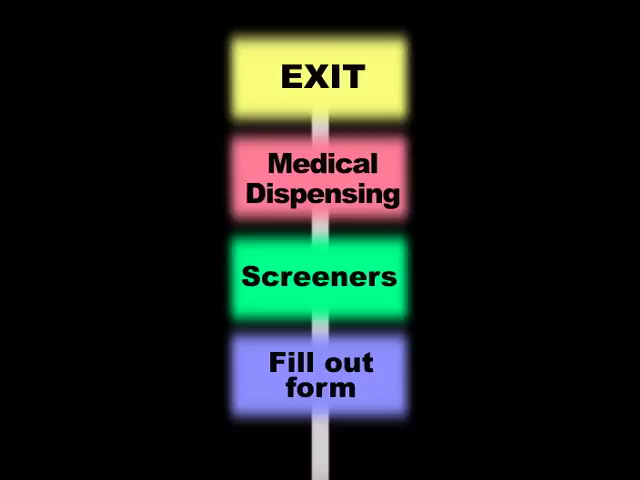 EXIT
Medical
Dispensing
Screeners
Fill out
form